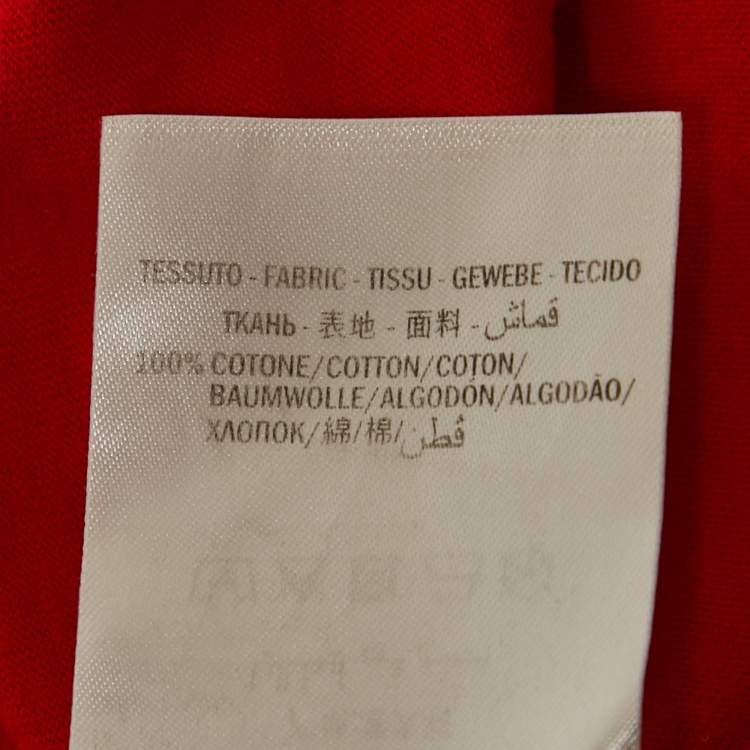 TESSUTO - FABRIC - TISSU - GEWEBE - TECIDO
ТКАНЬ - 表地 - 面料 - قماش
100% COTONE/COTTON/COTON/
BAUMWOLLE/ALGODÓN/ALGODÃO/
ХЛОПОК/綿/棉/قطن